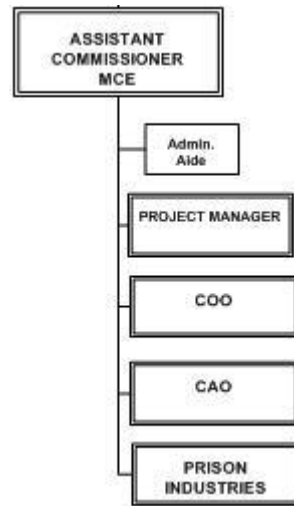 ASSISTANT
COMMISSIONER
MCE
Admin.
Aide
PROJECT MANAGER
COO
CAO
PRISON
INDUSTRIES